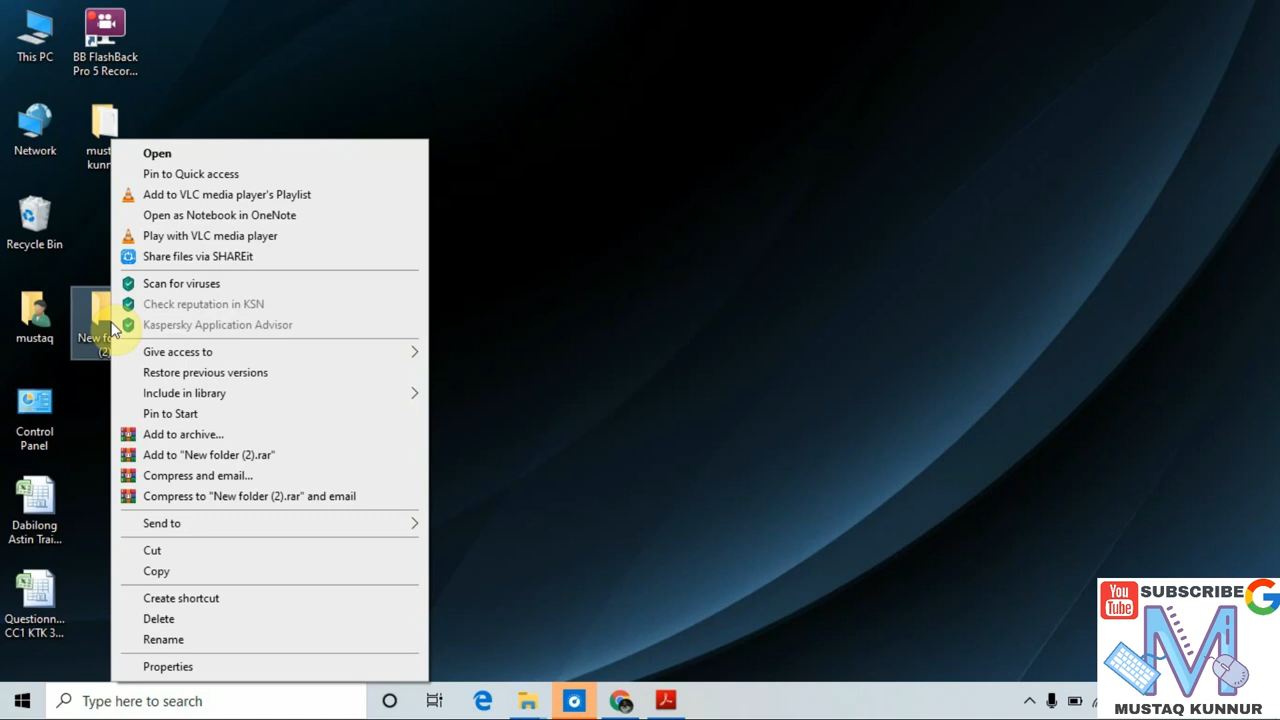 This PC
BB FlashBack
Pro 5 Recor...
Network
Recycle Bin
mustaq
New
(2)
Control
Panel
Dabilong
Astin Trai...
Questionn...
CC1 KTK 3...
Open
Pin to Quick access
Add to VLC media player's Playlist
Open as Notebook in OneNote
Play with VLC media player
Share files via SHAREit
Scan for viruses
Check reputation in KSN
Kaspersky Application Advisor
Give access to
Restore previous versions
Include in library
Pin to Start
Add to archive...
Add to "New folder (2).rar"
Compress and email...
Compress to "New folder (2).rar" and email
Send to
Cut
Copy
Create shortcut
Delete
Rename
Properties
Type here to search
You
Tube
SUBSCRIBE
MUSTAQ KUNNUR